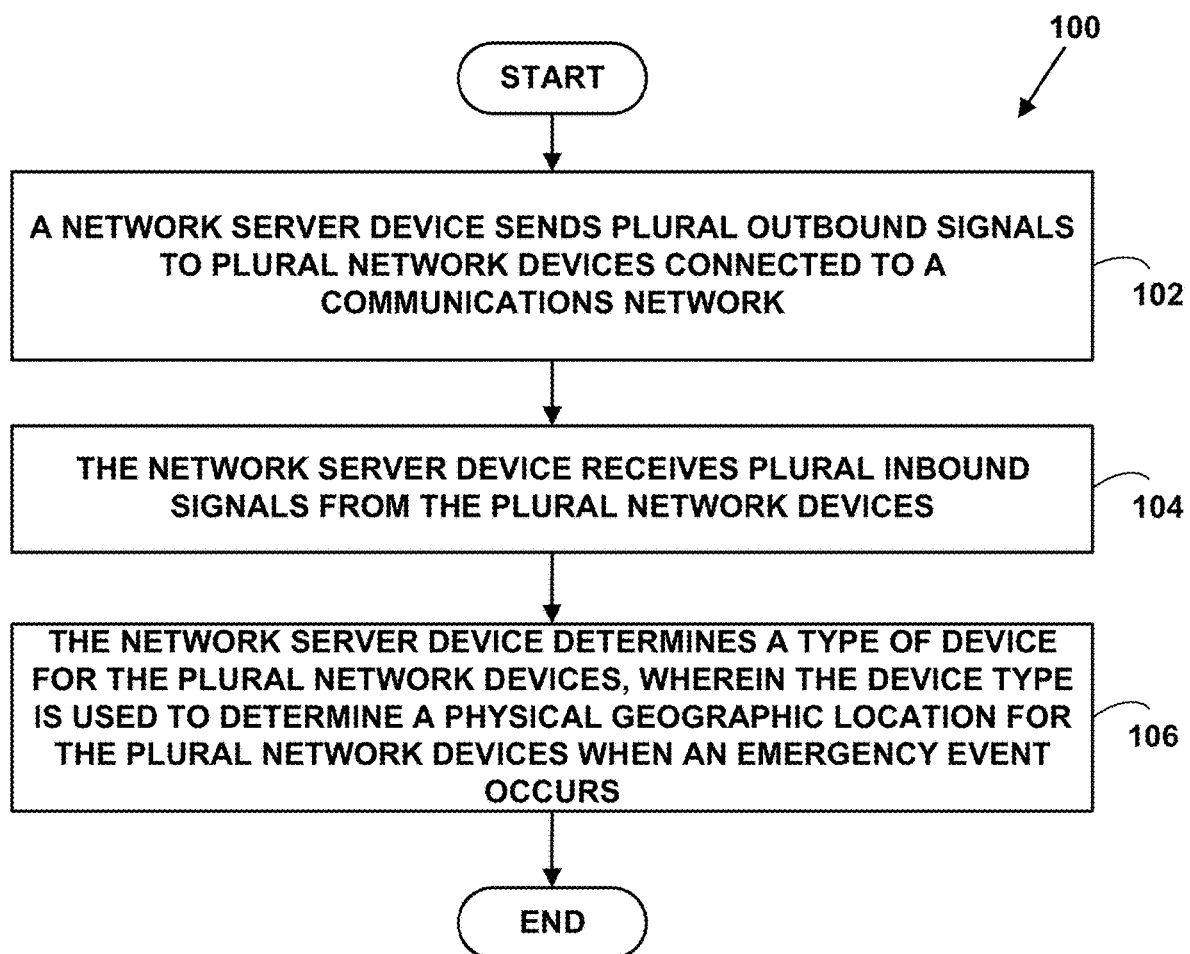 100
START
A NETWORK SERVER DEVICE SENDS PLURAL OUTBOUND SIGNALS
TO PLURAL NETWORK DEVICES CONNECTED TO A
COMMUNICATIONS NETWORK
102
THE NETWORK SERVER DEVICE RECEIVES PLURAL INBOUND
SIGNALS FROM THE PLURAL NETWORK DEVICES
104
THE NETWORK SERVER DEVICE DETERMINES A TYPE OF DEVICE
FOR THE PLURAL NETWORK DEVICES, WHEREIN THE DEVICE TYPE
IS USED TO DETERMINE A PHYSICAL GEOGRAPHIC LOCATION FOR
THE PLURAL NETWORK DEVICES WHEN AN EMERGENCY EVENT
OCCURS
106
END